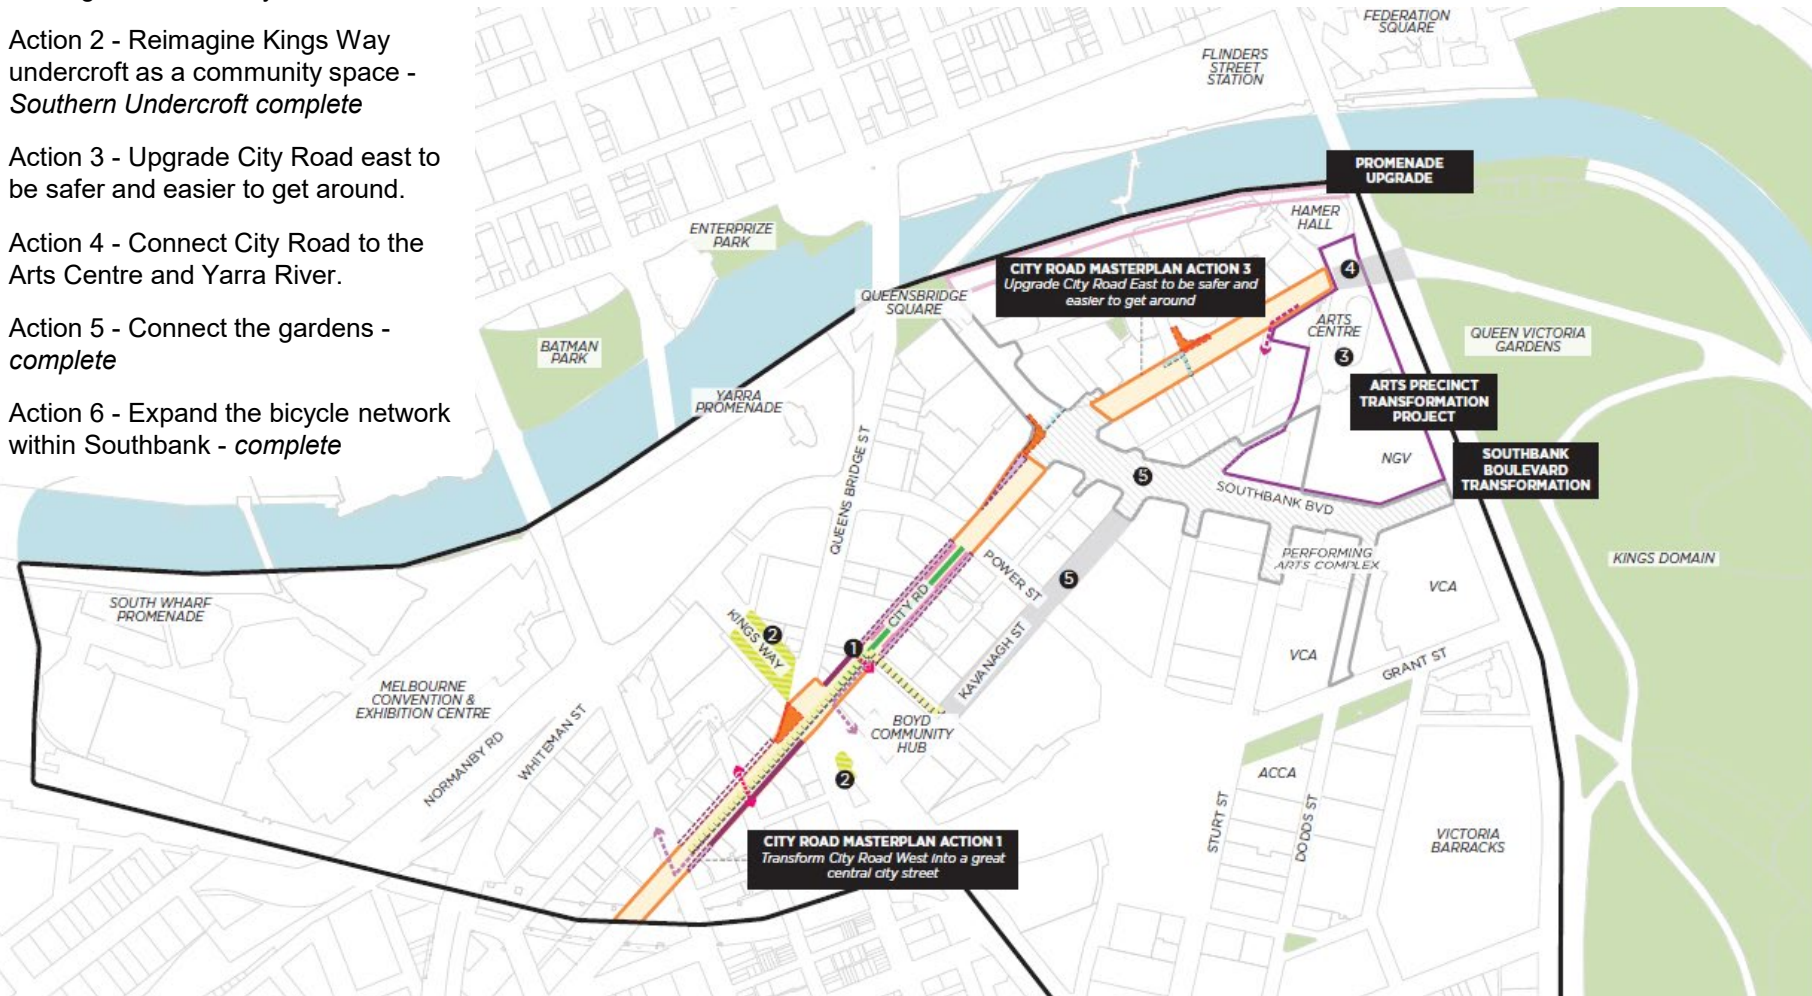 Action 2 - Reimagine Kings Way
undercroft as a community space -
Southern Undercroft complete
Action 3 - Upgrade City Road east to
be safer and easier to get around.
Action 4 - Connect City Road to the
Arts Centre and Yarra River.
Action 5 - Connect the gardens -
complete
Action 6 - Expand the bicycle network
within Southbank - complete
FEDERATION
SQUARE
FLINDERS
STREET
STATION
PROMENADE
UPGRADE
HAMER
HALL
ENTERPRIZE
PARK
CITY ROAD MASTERPLAN ACTION 3
Upgrade City Road East to be safer and
easier to get around
4
QUEENSBRIDGE
SQUARE
ARTS
CENTRE
3
QUEEN VICTORIA
GARDENS
BATMAN
PARK
YARRA
PROMENADE
ARTS PRECINCT
TRANSFORMATION
PROJECT
NGV
SOUTHBANK
BOULEVARD
TRANSFORMATION
5
SOUTHBANK BVD
QUEENS BRIDGE ST
PERFORMING
ARTS COMPLEX
KINGS DOMAIN
POWER ST
5
VCA
SOUTH WHARF
PROMENADE
CITY RD
KINGS WAY
2
1
KAVANAGH ST
VCA
GRANT ST
MELBOURNE
CONVENTION &
EXHIBITION CENTRE
BOYD
COMMUNITY
HUB
NORMANBY RD
WHITEMAN ST
2
ACCA
STURT ST
DODDS ST
VICTORIA
BARRACKS
CITY ROAD MASTERPLAN ACTION 1
Transform City Road West into a great
central city street